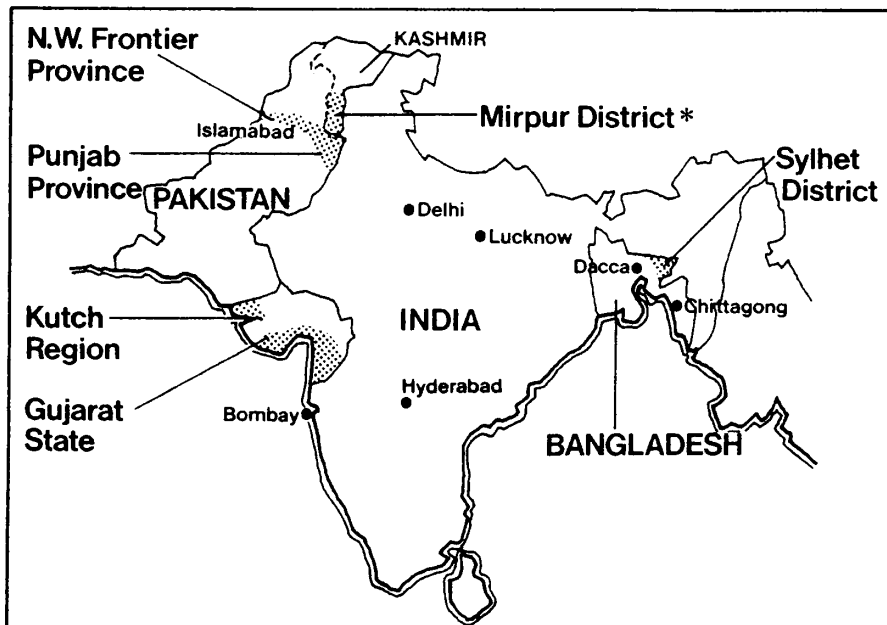 N.W. Frontier
Province
KASHMIR
Islamabad
Mirpur District *
Punjab
Province
Sylhet
District
PAKISTAN
Delhi
Lucknow
Dacca
Chittagong
Kutch
Region
INDIA
Gujarat
State
Hyderabad
Bombay
BANGLADESH